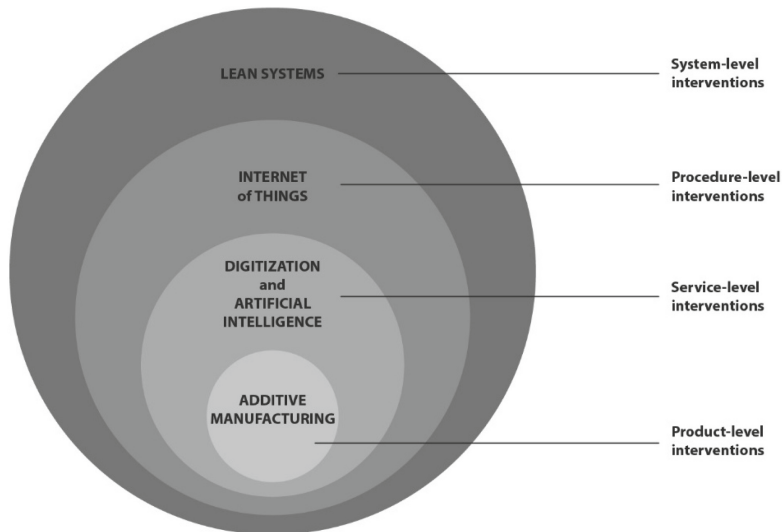 LEAN SYSTEMS
System-level
interventions
INTERNET
of THINGS
Procedure-level
interventions
DIGITIZATION
and
ARTIFICIAL
INTELLIGENCE
Service-level
interventions
ADDITIVE
MANUFACTURING
Product-level
interventions